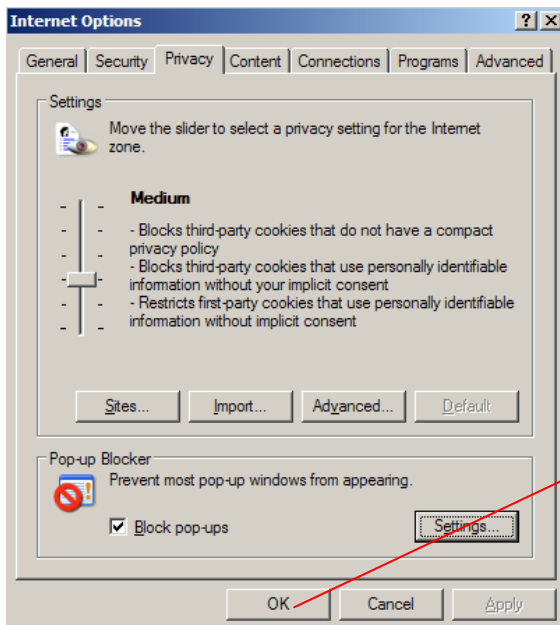 Internet Options
? X
General Security Privacy Content Connections Programs Advanced
Settings
Move the slider to select a privacy setting for the Internet
zone.
Medium
- Blocks third-party cookies that do not have a compact
privacy policy
- Blocks third-party cookies that use personally identifiable
information without your implicit consent
- Restricts first-party cookies that use personally identifiable
information without implicit consent
Sites... Import... Advanced... Default
Pop-up Blocker
Prevent most pop-up windows from appearing.
Block pop-ups Settings...
OK Cancel Apply